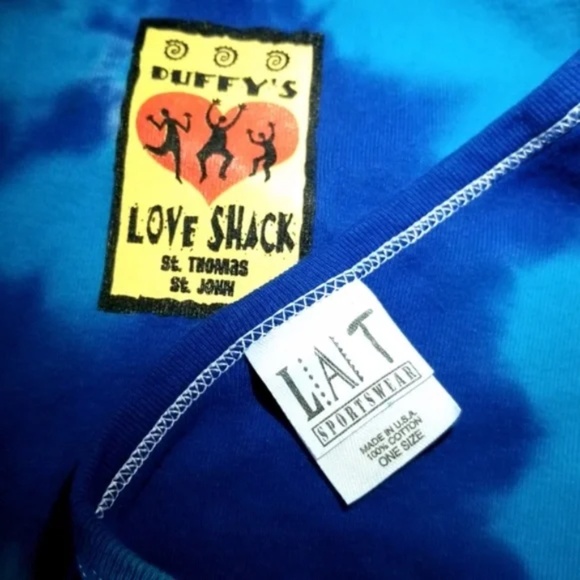 DUFFY'S
LOVE SHACK
St. THOMAS
St. JOHN
L.A.T
SPORTSWEAR
MADE IN U.S.A.
100% COTTON
ONE SIZE